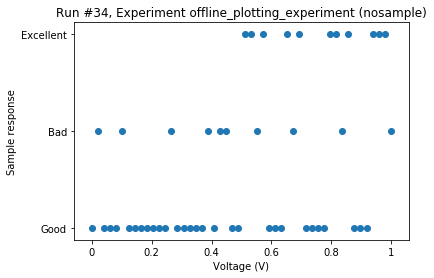 Run #34, Experiment offline_plotting_experiment (nosample)
Excellent
Bad
Good
Sample response
0 0.2 0.4 0.6 0.8 1
Voltage (V)